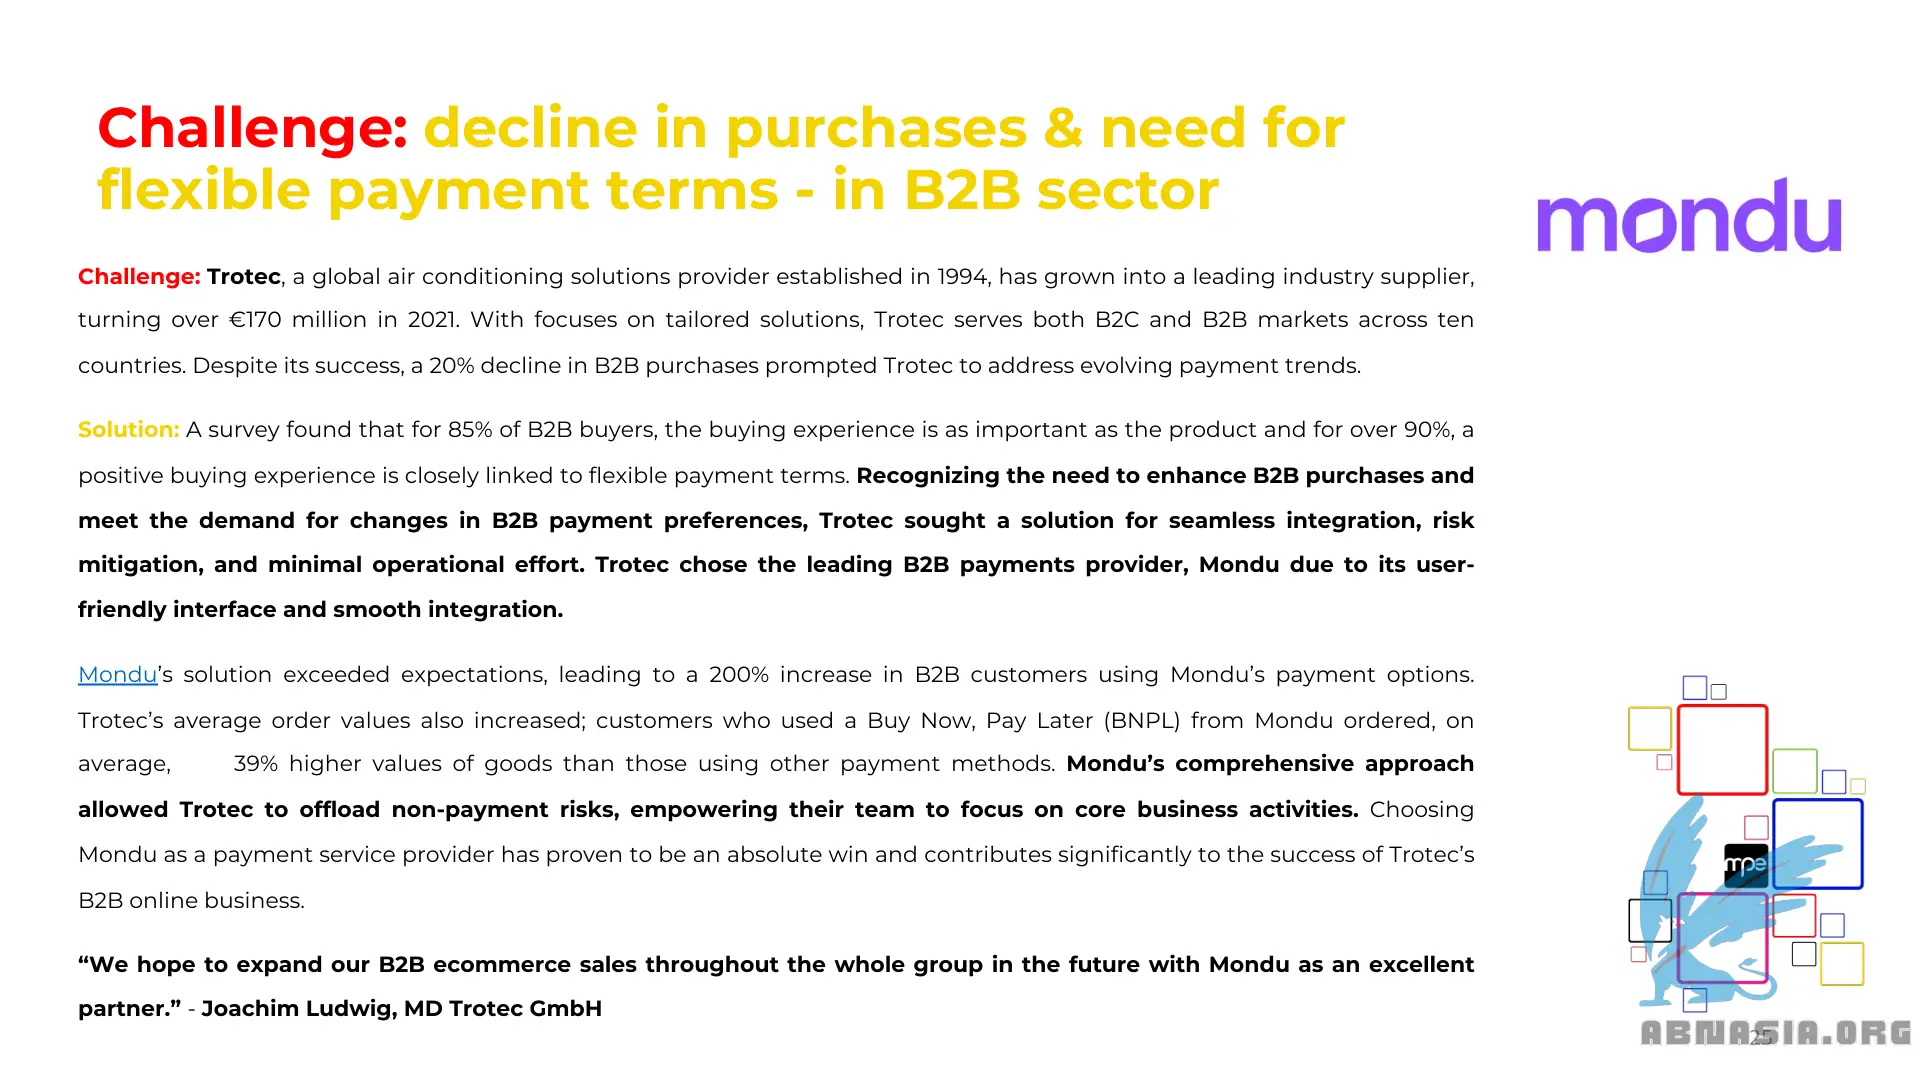 Challenge: decline in purchases & need for
flexible payment terms - in B2B sector
mondu
Challenge: Trotec, a global air conditioning solutions provider established in 1994, has grown into a leading industry supplier,
turning over €170 million in 2021. With focuses on tailored solutions, Trotec serves both B2C and B2B markets across ten
countries. Despite its success, a 20% decline in B2B purchases prompted Trotec to address evolving payment trends.
Solution: A survey found that for 85% of B2B buyers, the buying experience is as important as the product and for over 90%, a
positive buying experience is closely linked to flexible payment terms. Recognizing the need to enhance B2B purchases and
meet the demand for changes in B2B payment preferences, Trotec sought a solution for seamless integration, risk
mitigation, and minimal operational effort. Trotec chose the leading B2B payments provider, Mondu due to its user-
friendly interface and smooth integration.
Mondu’s solution exceeded expectations, leading to a 200% increase in B2B customers using Mondu’s payment options.
Trotec’s average order values also increased; customers who used a Buy Now, Pay Later (BNPL) from Mondu ordered, on
average, 39% higher values of goods than those using other payment methods. Mondu’s comprehensive approach
allowed Trotec to offload non-payment risks, empowering their team to focus on core business activities. Choosing
Mondu as a payment service provider has proven to be an absolute win and contributes significantly to the success of Trotec’s
B2B online business.
“We hope to expand our B2B ecommerce sales throughout the whole group in the future with Mondu as an excellent
partner.” - Joachim Ludwig, MD Trotec GmbH
mpe
ABNASIA.ORG
25